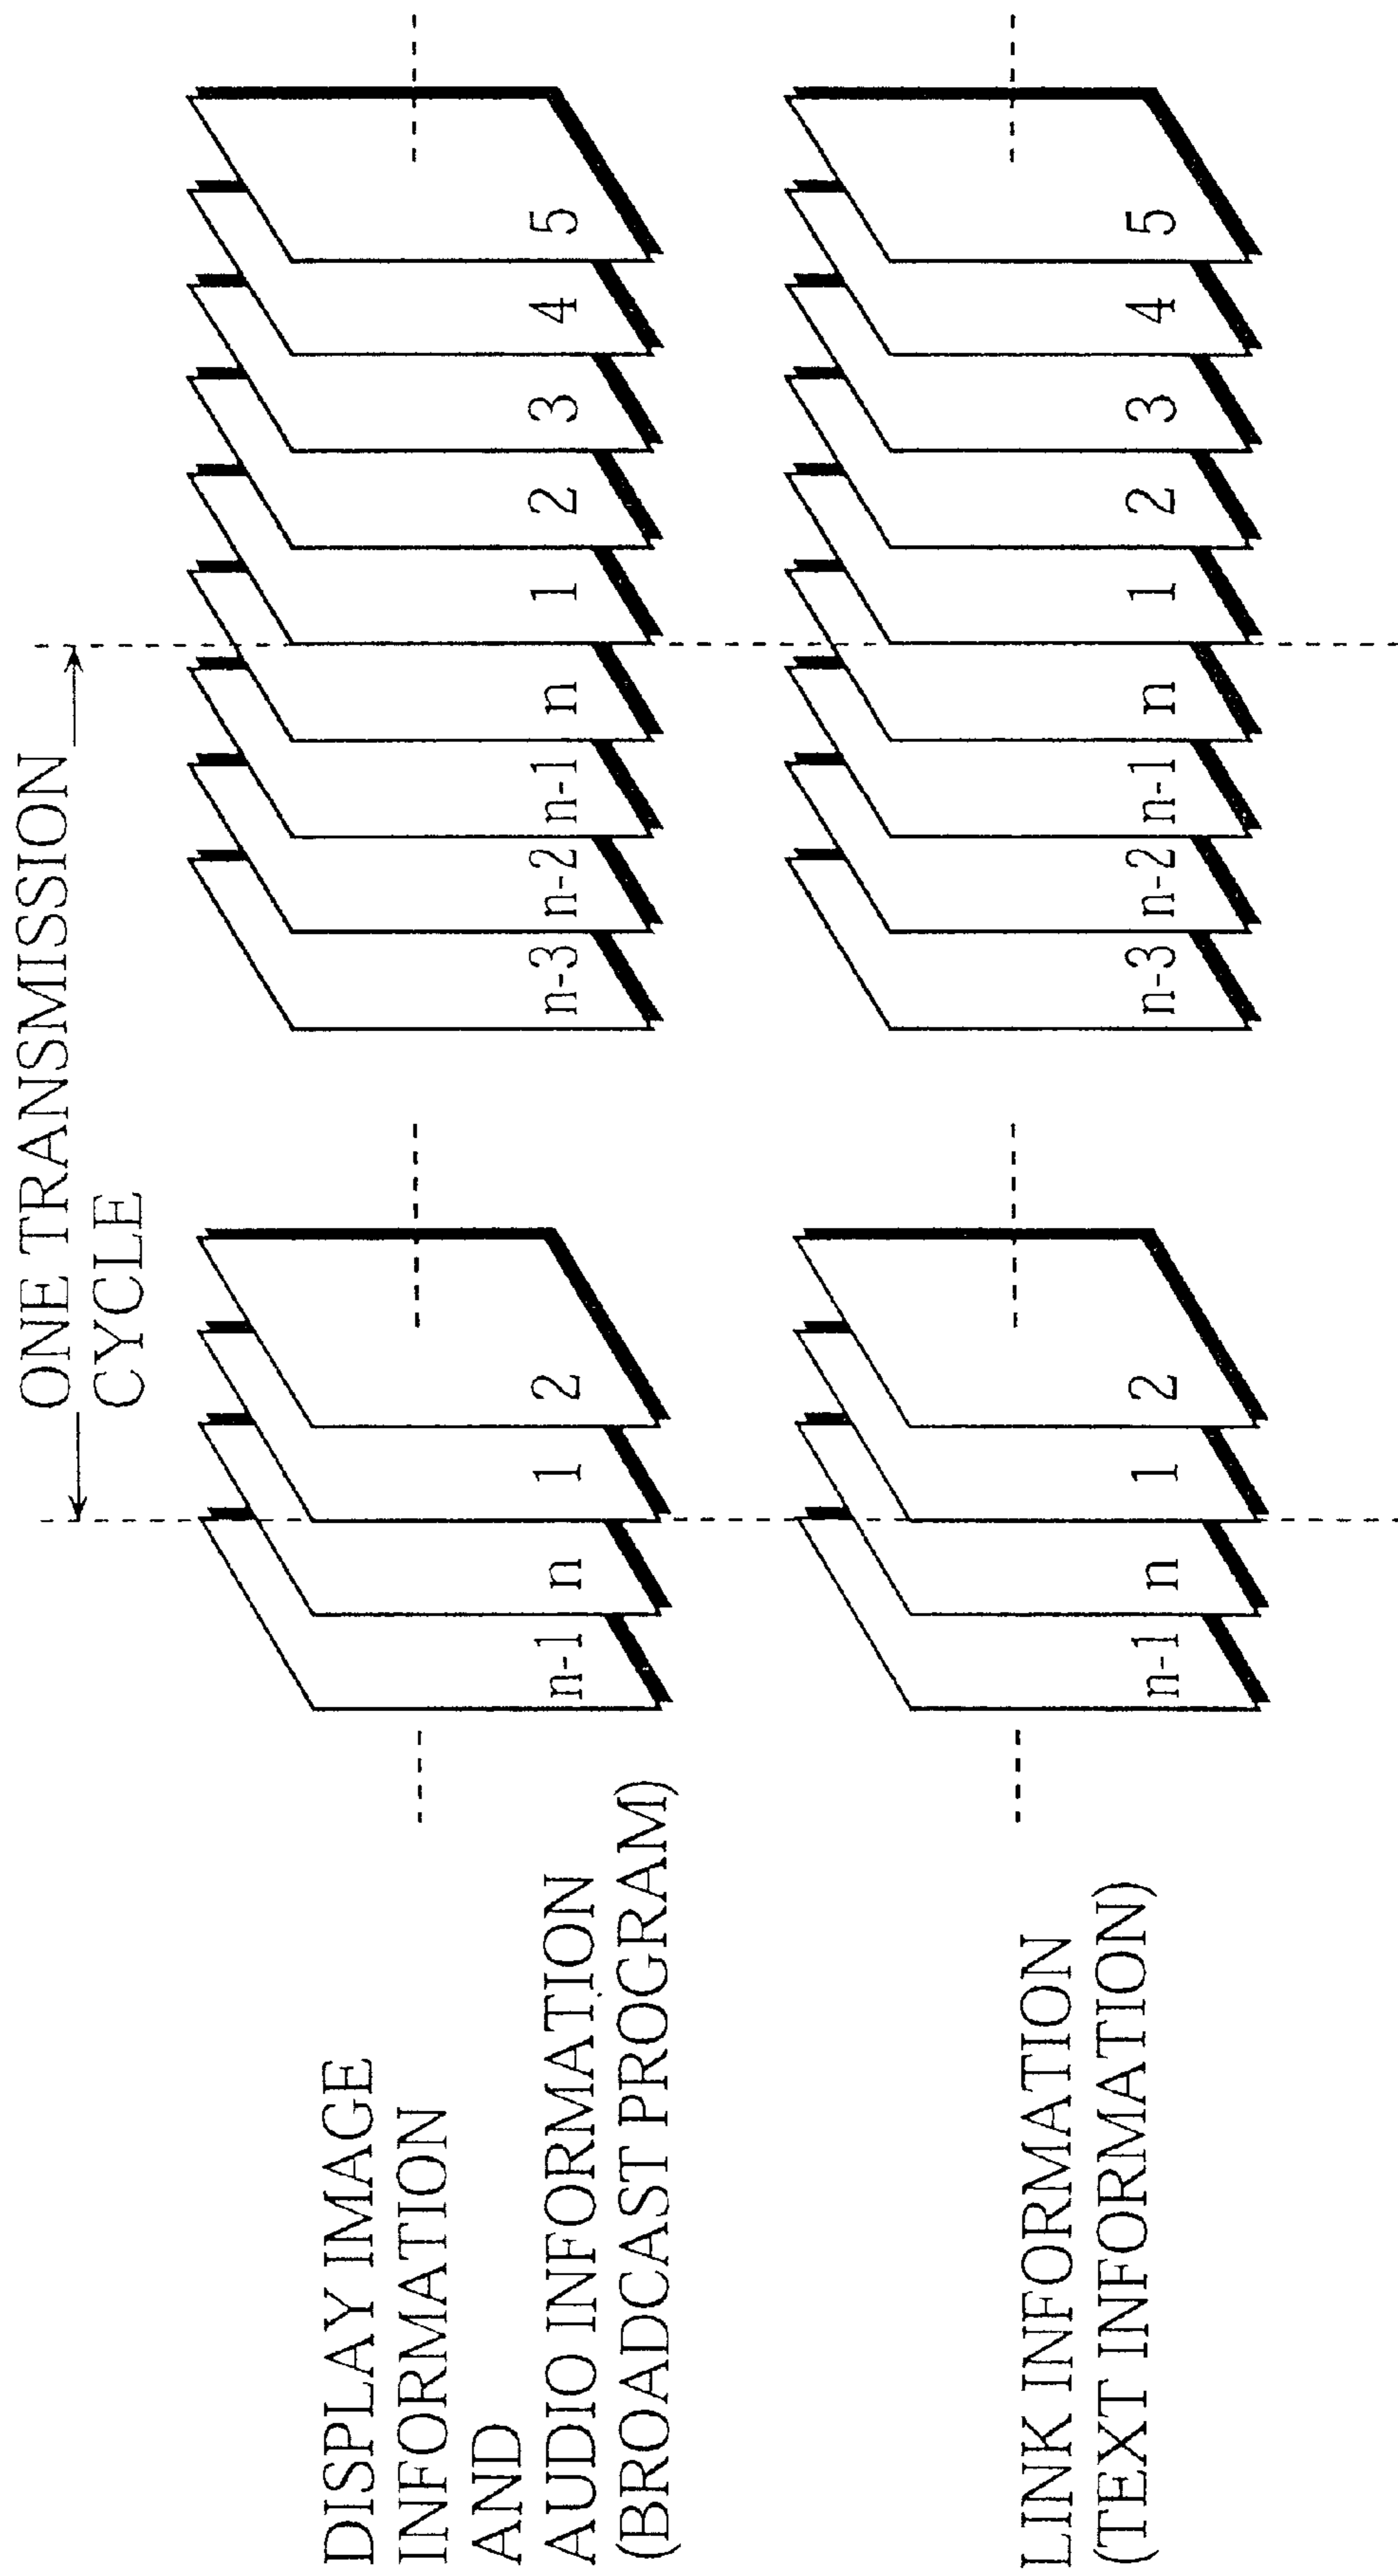 ONE TRANSMISSION
CYCLE
DISPLAY IMAGE
INFORMATION
AND
AUDIO INFORMATION
(BROADCAST PROGRAM)
n-1 n 1 2 n-3 n-2 n-1 n 1 2 3 4 5
LINK INFORMATION
(TEXT INFORMATION)
n-1 n 1 2 n-3 n-2 n-1 n 1 2 3 4 5